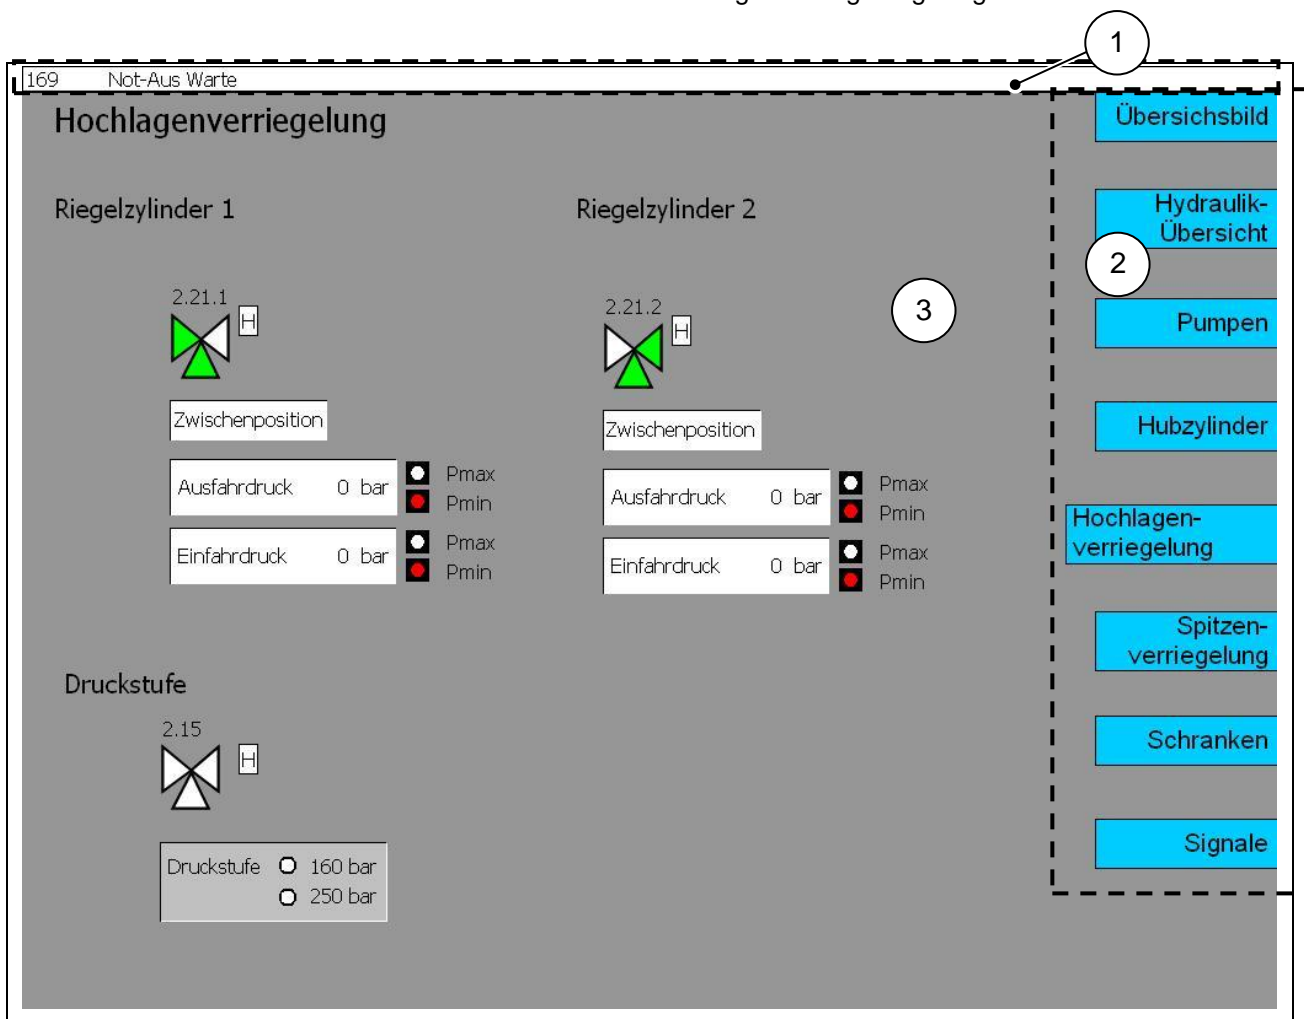 1
169 Not-Aus Warte
Hochlagenverriegelung
Übersichsbild
Riegelzylinder 1
Riegelzylinder 2
Hydraulik-
Übersicht
2
2.21.1
H
2.21.2
H
3
Pumpen
Zwischenposition
Zwischenposition
Hubzylinder
Ausfahrdruck 0 bar
Pmax
Pmin
Ausfahrdruck 0 bar
Pmax
Pmin
Hochlagen-
verriegelung
Einfahrdruck 0 bar
Pmax
Pmin
Einfahrdruck 0 bar
Pmax
Pmin
Spitzen-
verriegelung
Druckstufe
2.15
H
Schranken
Druckstufe 160 bar
250 bar
Signale